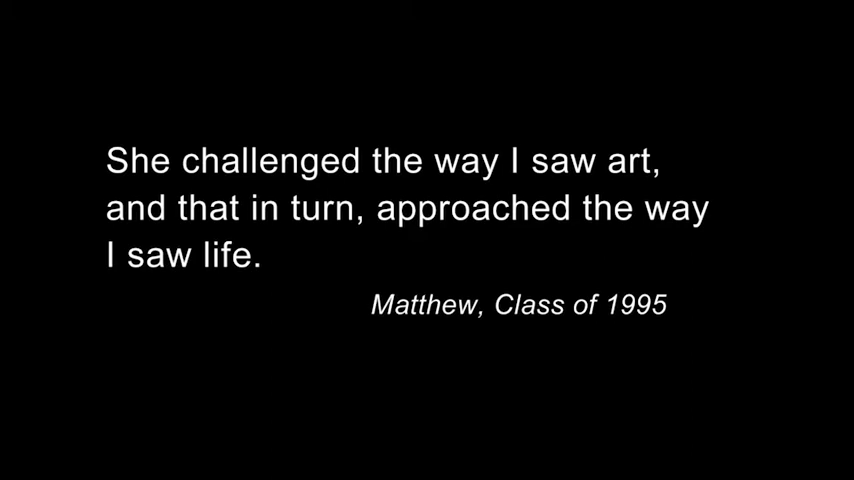 She challenged the way I saw art,
and that in turn, approached the way
I saw life.
Matthew, Class of 1995